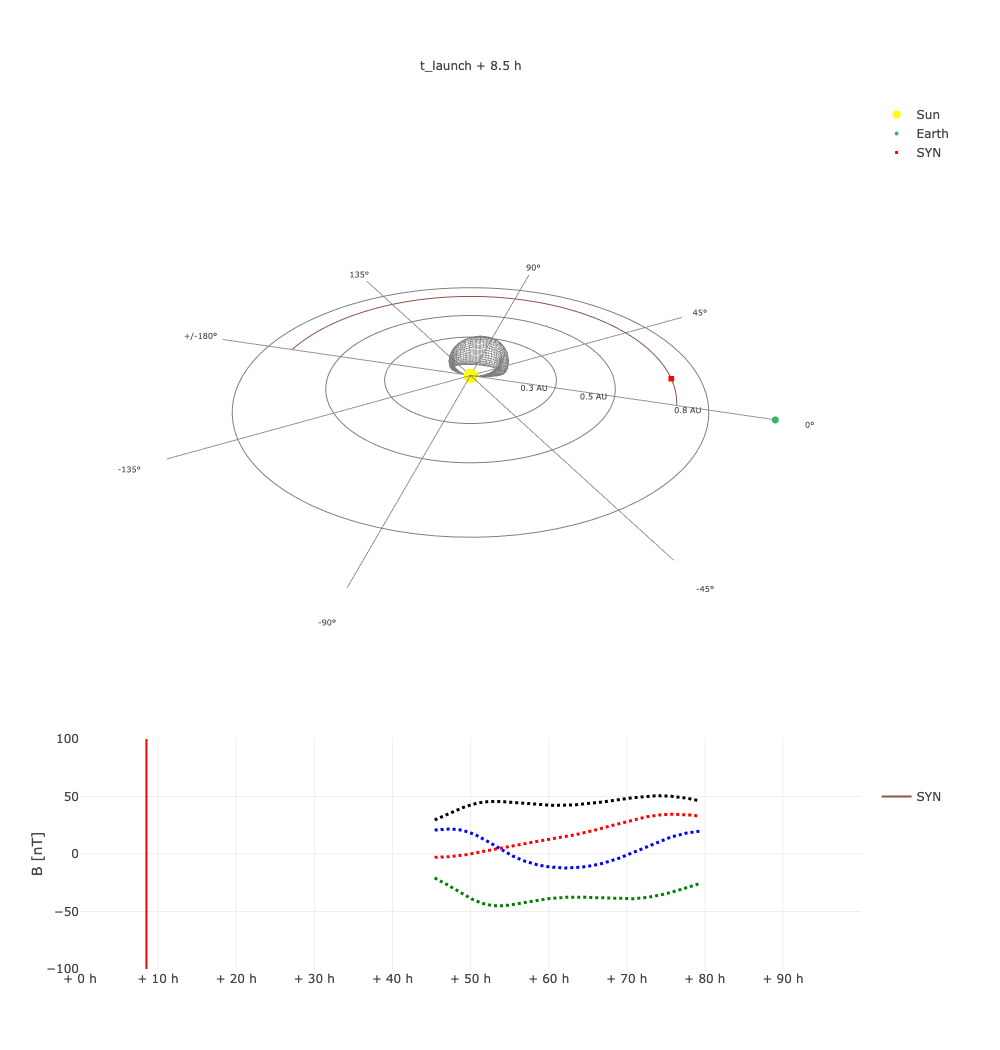 t_launch + 8.5 h
Sun
Earth
SYN
90°
135°
45°
+/-180°
0.3 AU
0.5 AU
0.8 AU
0°
-135°
-45°
-90°
100
50
0
−50
−100
B [nT]
SYN
+ 0 h
+ 10 h
+ 20 h
+ 30 h
+ 40 h
+ 50 h
+ 60 h
+ 70 h
+ 80 h
+ 90 h